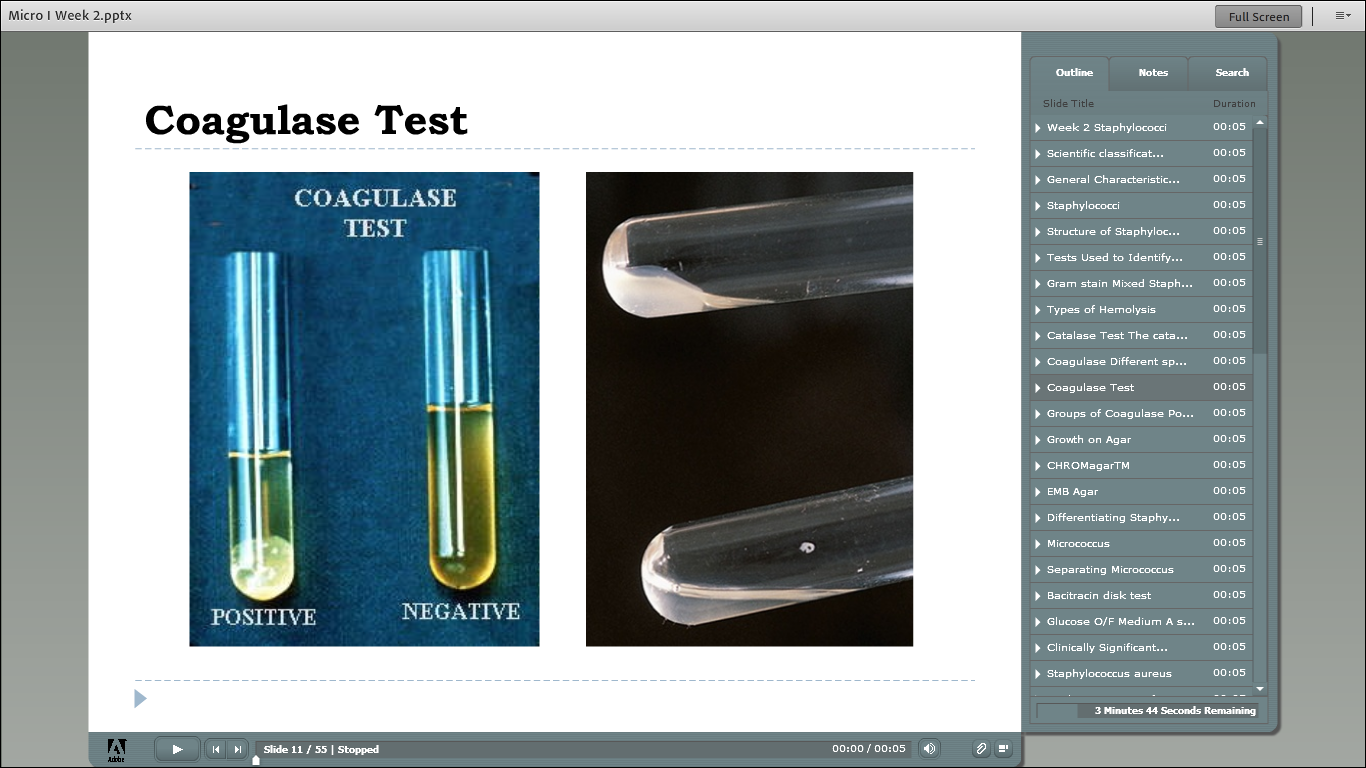 Micro I Week 2.pptx
Full Screen
Coagulase Test
COAGULASE
TEST
POSITIVE
NEGATIVE
Outline
Notes
Search
Slide Title
Duration
Week 2 Staphylococci 00:05
Scientific classificat... 00:05
General Characteristic... 00:05
Staphylococci 00:05
Structure of Staphyloc... 00:05
Tests Used to Identify... 00:05
Gram stain Mixed Staph... 00:05
Types of Hemolysis 00:05
Catalase Test The cata... 00:05
Coagulase Different sp... 00:05
Coagulase Test 00:05
Groups of Coagulase Po... 00:05
Growth on Agar 00:05
CHROMagarTM 00:05
EMB Agar 00:05
Differentiating Staphy... 00:05
Micrococcus 00:05
Separating Micrococcus 00:05
Bacitracin disk test 00:05
Glucose O/F Medium A s... 00:05
Clinically Significant... 00:05
Staphylococcus aureus 00:05
3 Minutes 44 Seconds Remaining
Adobe
Slide 11 / 55 | Stopped
00:00 / 00:05